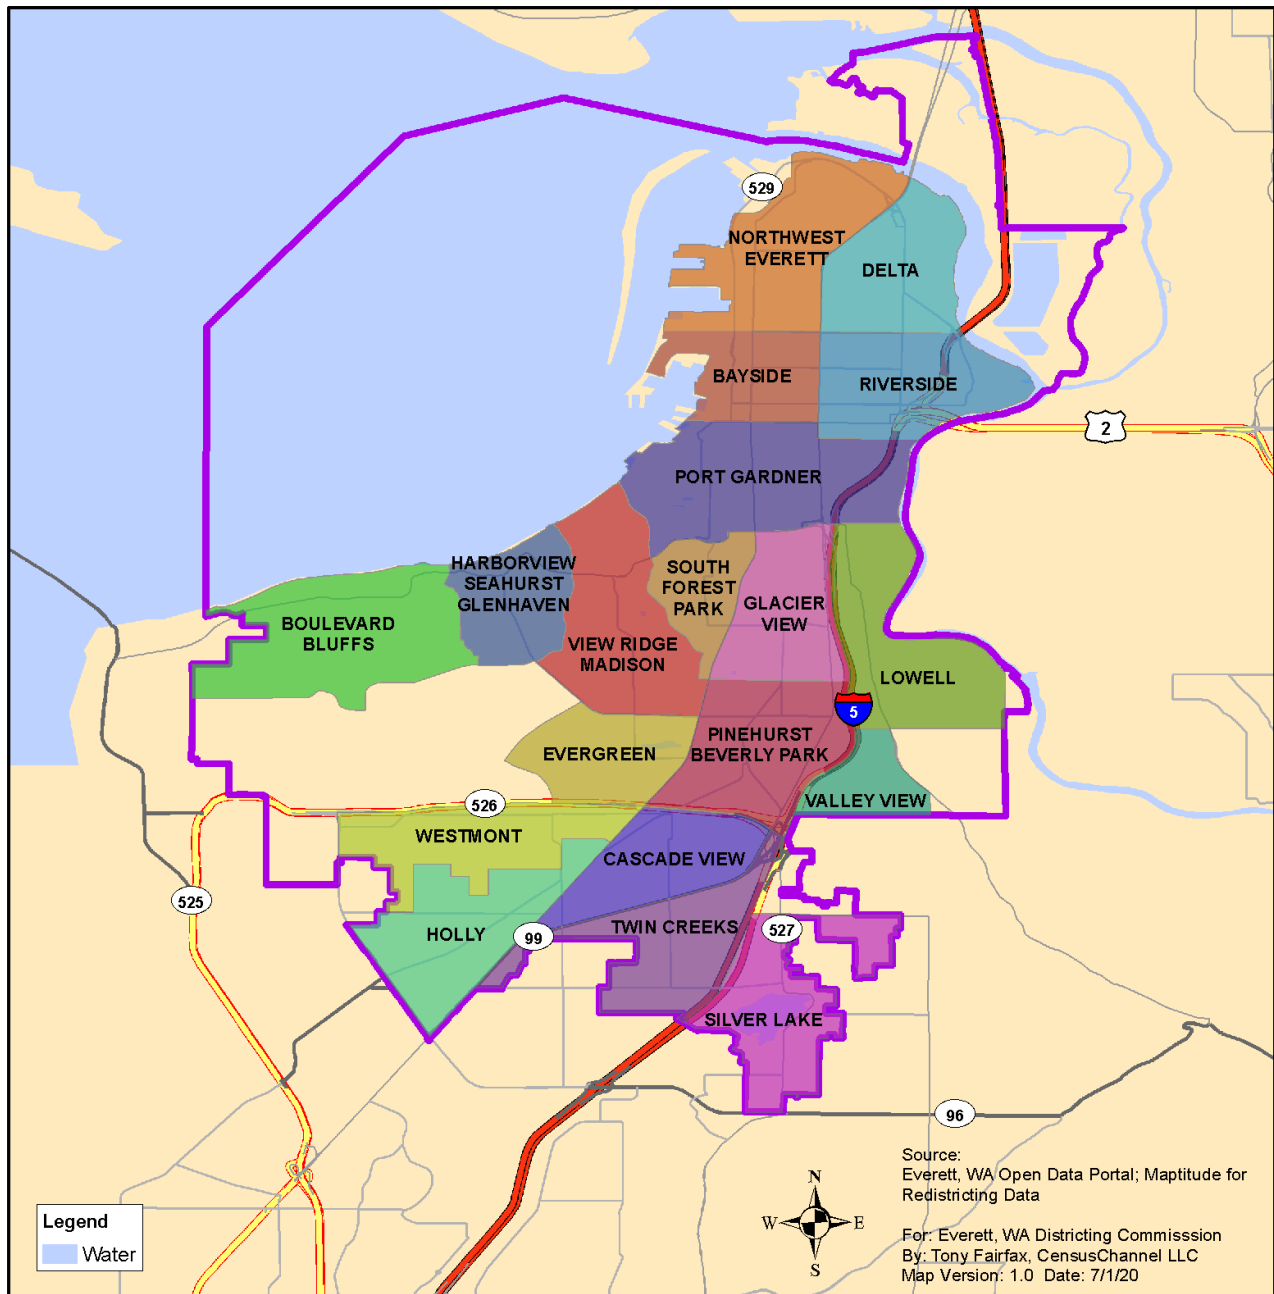 529
NORTHWEST
EVERETT
DELTA
BAYSIDE
RIVERSIDE
2
PORT GARDNER
HARBORVIEW
SEAHURST
GLENHAVEN
SOUTH
FOREST
PARK
GLACIER
VIEW
BOULEVARD
BLUFFS
VIEW RIDGE
MADISON
LOWELL
5
PINEHURST
BEVERLY PARK
EVERGREEN
VALLEY VIEW
526
WESTMONT
CASCADE VIEW
525
HOLLY
99
TWIN CREEKS
527
SILVER LAKE
96
Source:
Everett, WA Open Data Portal; Maptitude for
Redistricting Data
For: Everett, WA Districting Commisssion
By: Tony Fairfax, CensusChannel LLC
Map Version: 1.0 Date: 7/1/20
N
W
E
S
Legend
Water